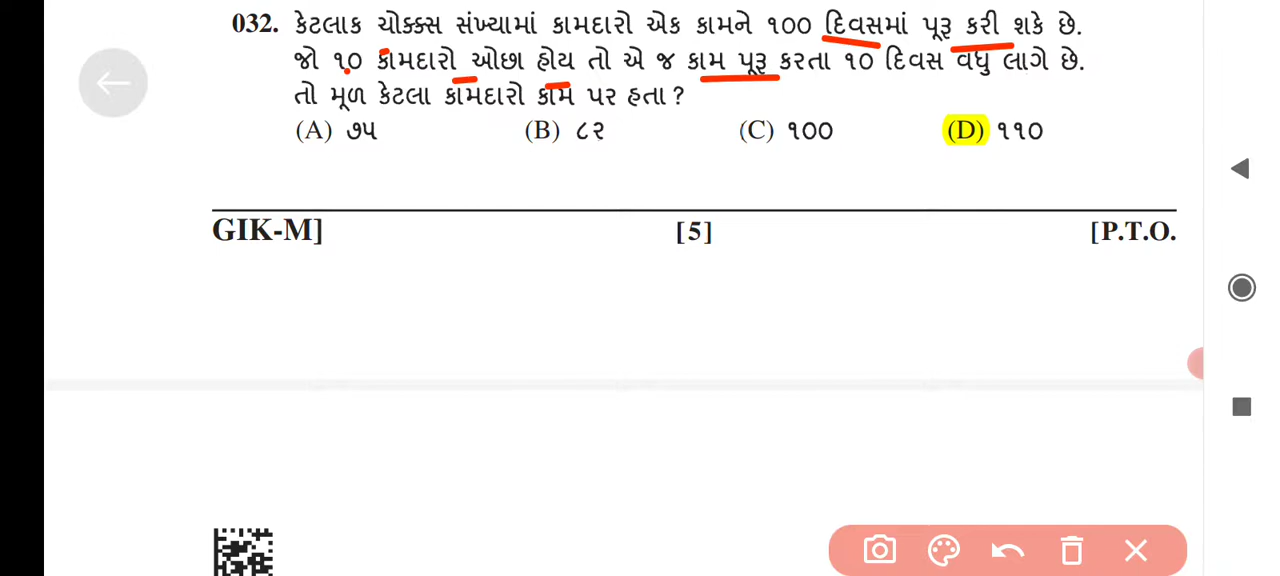 032. કેટલાક ચોક્કસ સંખ્યામાં કામદારો એક કામને ૧૦૦ દિવસમાં પૂરૂ કરી શકે છે.
જો ૧૦ કામદારો ઓછા હોય તો એ જ કામ પૂરૂ કરતા ૧૦ દિવસ વધુ લાગે છે.
તો મૂળ કેટલા કામદારો કામ પર હતા ?
(A) ૭૫ (B) ૮૨ (C) ૧૦૦ (D) ૧૧૦
GIK-M] [5] [P.T.O.